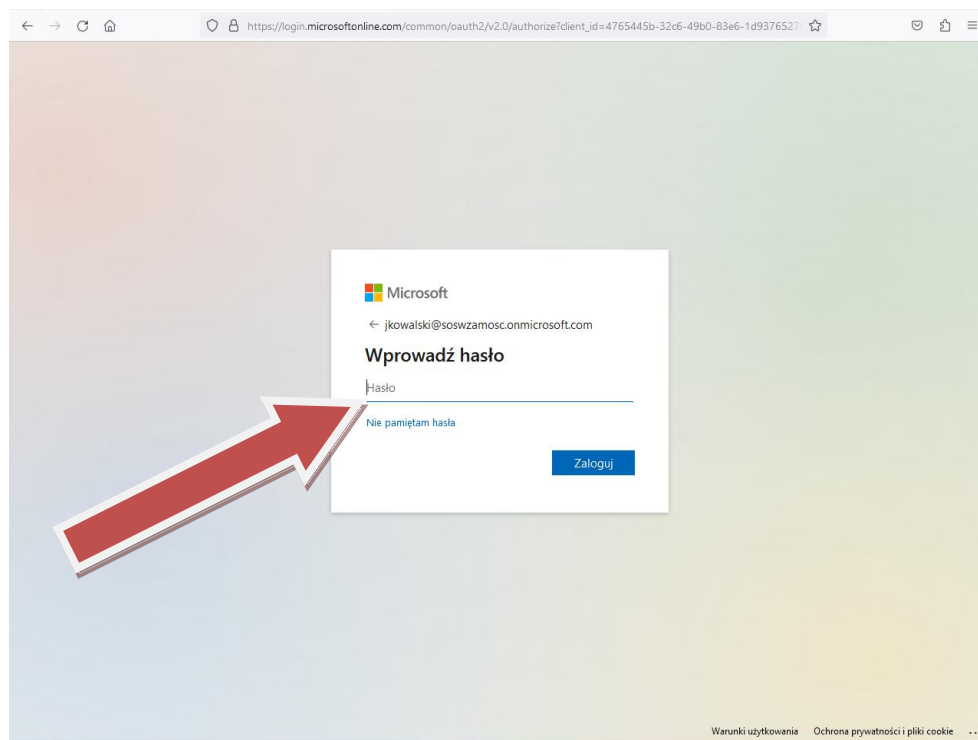 https://login.microsoftonline.com/common/oauth2/v2.0/authorize?client_id=4765445b-32c6-49b0-83e6-1d9376527
Microsoft
← jkowalski@soswzamosc.onmicrosoft.com
Wprowadź hasło
Hasło
Nie pamiętam hasła
Zaloguj
Warunki użytkowania Ochrona prywatności i pliki cookie ...